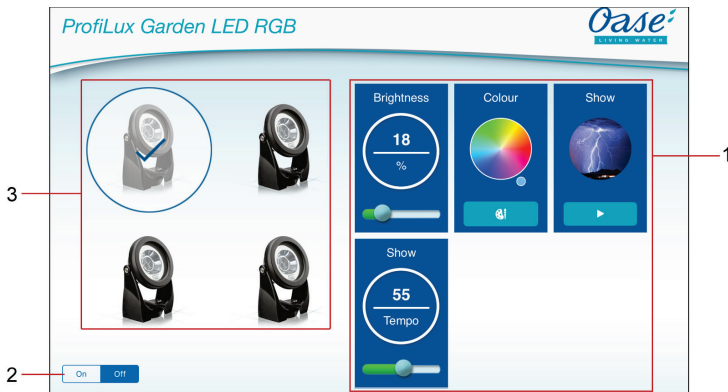 ProfiLux Garden LED RGB
Oase
LIVING WATER
Brightness
18
%
Colour
Show
Show
55
Tempo
On Off
1
2
3